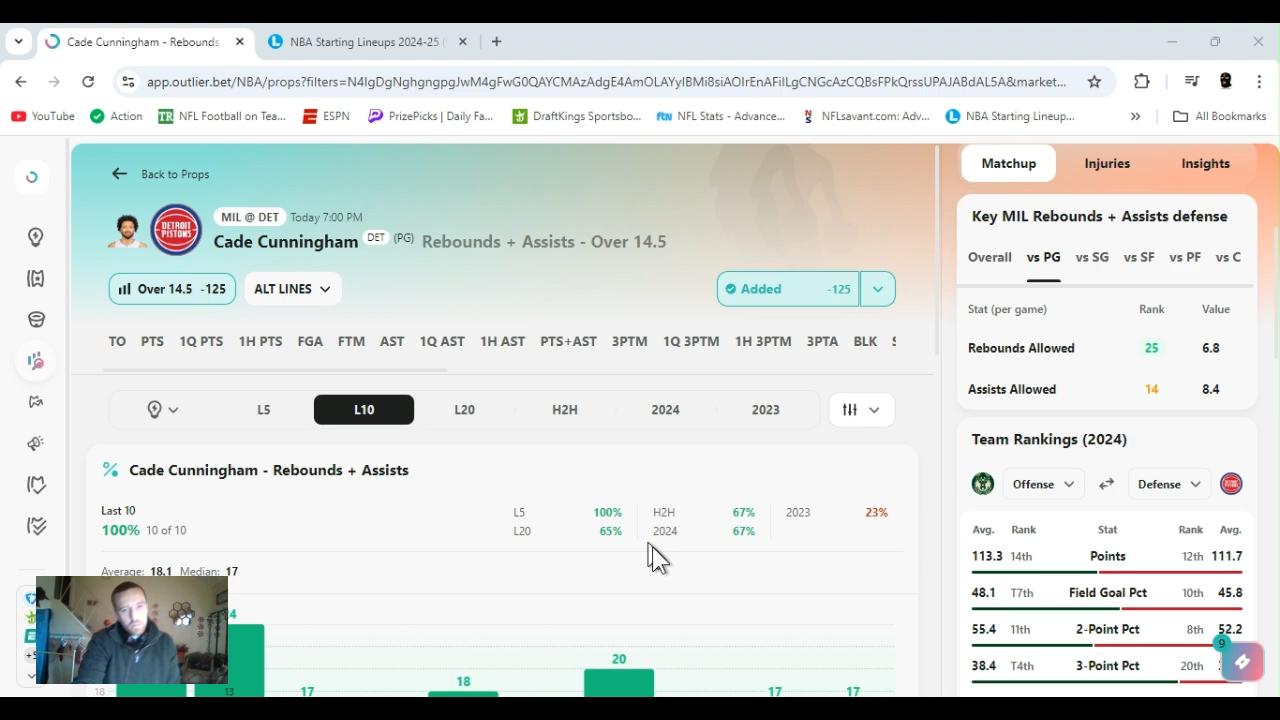 Cade Cunningham - Rebounds
NBA Starting Lineups 2024-25
app.outlier.bet/NBA/props?filters=
YouTube Action NFL Football on Tea... ESPN PrizePicks | Daily Fa... DraftKings Sportsbo... NFL Stats - Advance... NFLsavant.com: Adv... NBA Starting Lineup... » All Bookmarks
Back to Props
MIL @ DET Today 7:00 PM
DETROIT PISTONS
Cade Cunningham DET (PG) Rebounds + Assists - Over 14.5
Over 14.5 -125 ALT LINES Added -125
TO PTS 1Q PTS 1H PTS FGA FTM AST 1Q AST 1H AST PTS+AST 3PTM 1Q 3PTM 1H 3PTM 3PTA BLK
L5 L10 L20 H2H 2024 2023
Cade Cunningham - Rebounds + Assists
Last 10
100% 10 of 10
L5 100% H2H 67% 2023 23%
L20 65% 2024 67%
Average: 18.1 Median: 17
20
18
18 13 17 17 17
Matchup Injuries Insights
Key MIL Rebounds + Assists defense
Overall vs PG vs SG vs SF vs PF vs C
Stat (per game) Rank Value
Rebounds Allowed 25 6.8
Assists Allowed 14 8.4
Team Rankings (2024)
Offense Defense
Avg. Rank Stat Rank Avg.
113.3 14th Points 12th 111.7
48.1 T7th Field Goal Pct 10th 45.8
55.4 11th 2-Point Pct 8th 52.2
9
38.4 T4th 3-Point Pct 20th